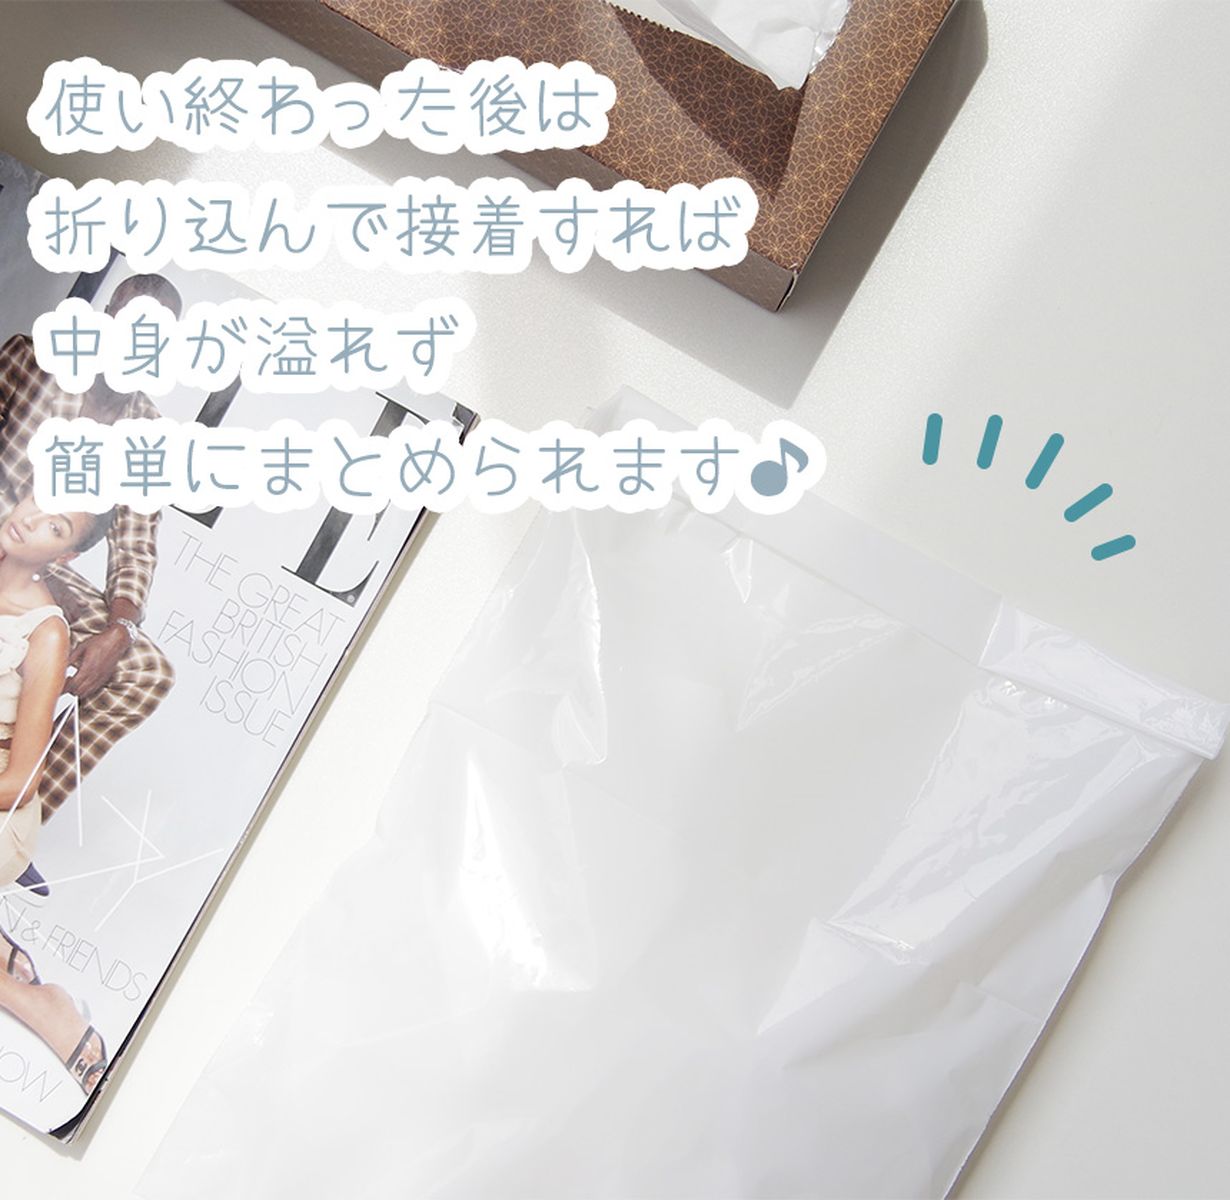 使い終わった後は
折り込んで接着すれば
中身が溢れず
簡単にまとめられます♪
THE GREAT
BRITISH
FASHION
ISSUE
& FRIENDS